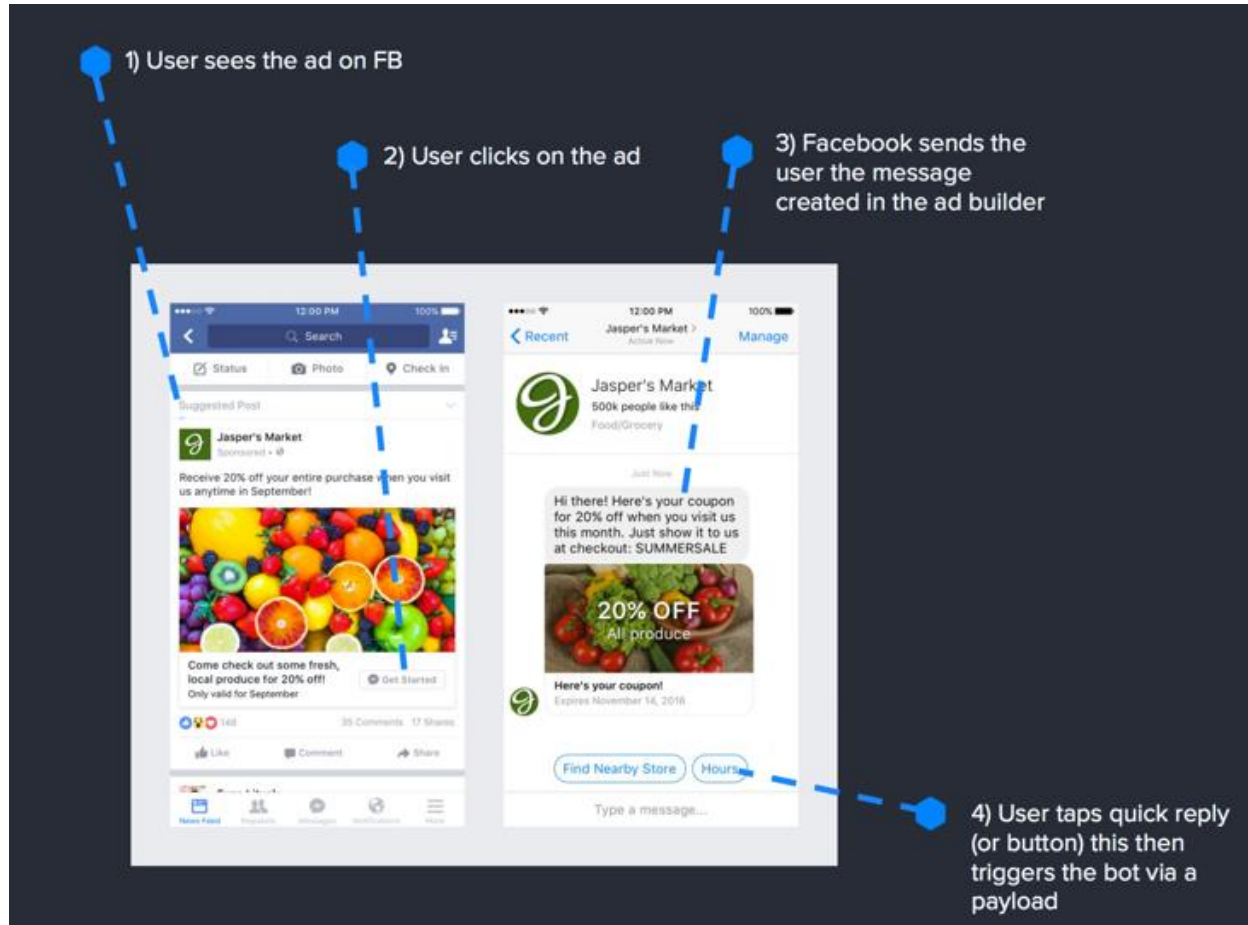 1) User sees the ad on FB
2) User clicks on the ad
3) Facebook sends the
user the message
created in the ad builder
12:00 PM
100%
Search
Status
Photo
Check In
Suggested Post
Jasper's Market
Sponsored
Receive 20% off your entire purchase when you visit
us anytime in September!
Come check out some fresh,
local produce for 20% off!
Only valid for September
Get Started
148
35 Comments 17 Shares
Like
Comment
Share
News Feed
Requests
Messages
Notifications
More
12:00 PM
100%
Recent
Jasper's Market >
Active Now
Manage
Jasper's Market
500k people like this
Food/Grocery
Just Now
Hi there! Here's your coupon
for 20% off when you visit us
this month. Just show it to us
at checkout: SUMMERSALE
20% OFF
All produce
Here's your coupon!
Expires November 14, 2016
Find Nearby Store
Hours
Type a message...
4) User taps quick reply
(or button) this then
triggers the bot via a
payload